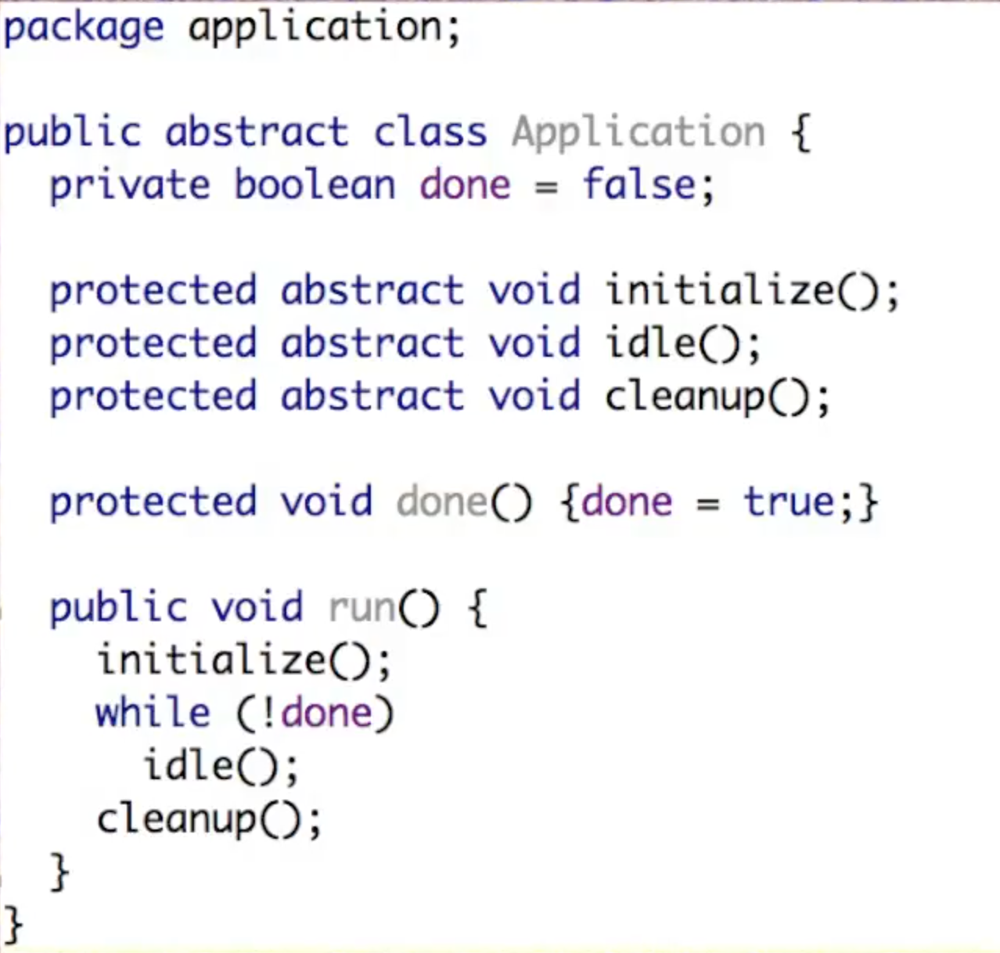 package application;
public abstract class Application {
private boolean done = false;
protected abstract void initialize();
protected abstract void idle();
protected abstract void cleanup();
protected void done() {done = true;}
public void run() {
initialize();
while (!done)
idle();
cleanup();
}
}